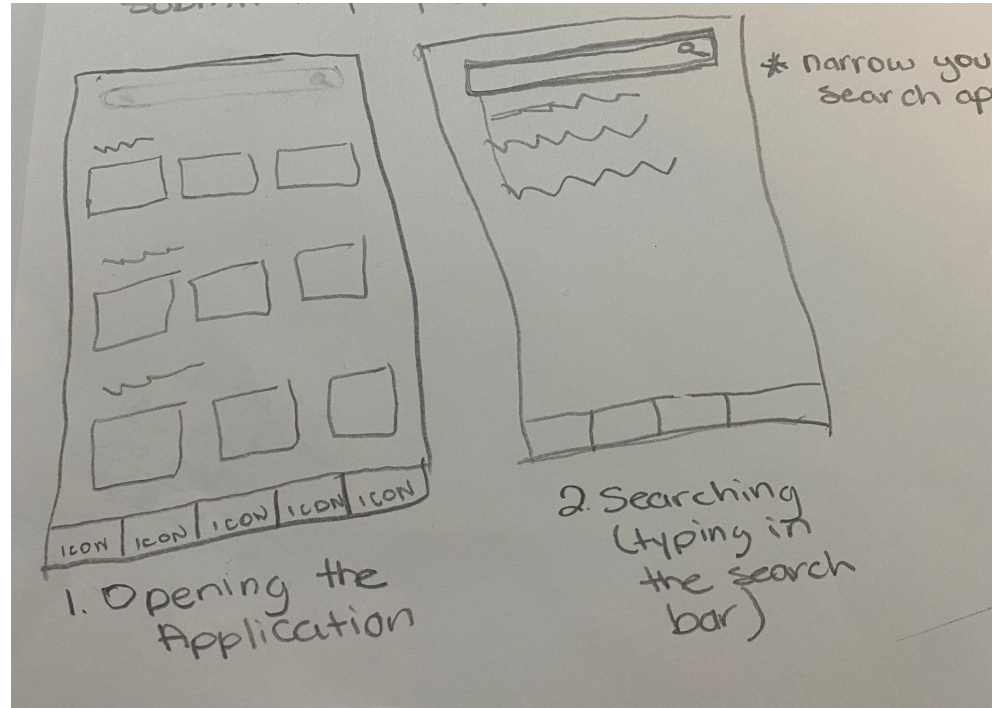 * narrow you
search ap
ICON ICON ICON ICON ICON
1. Opening the
Application
2. Searching
(typing in
the search
bar)